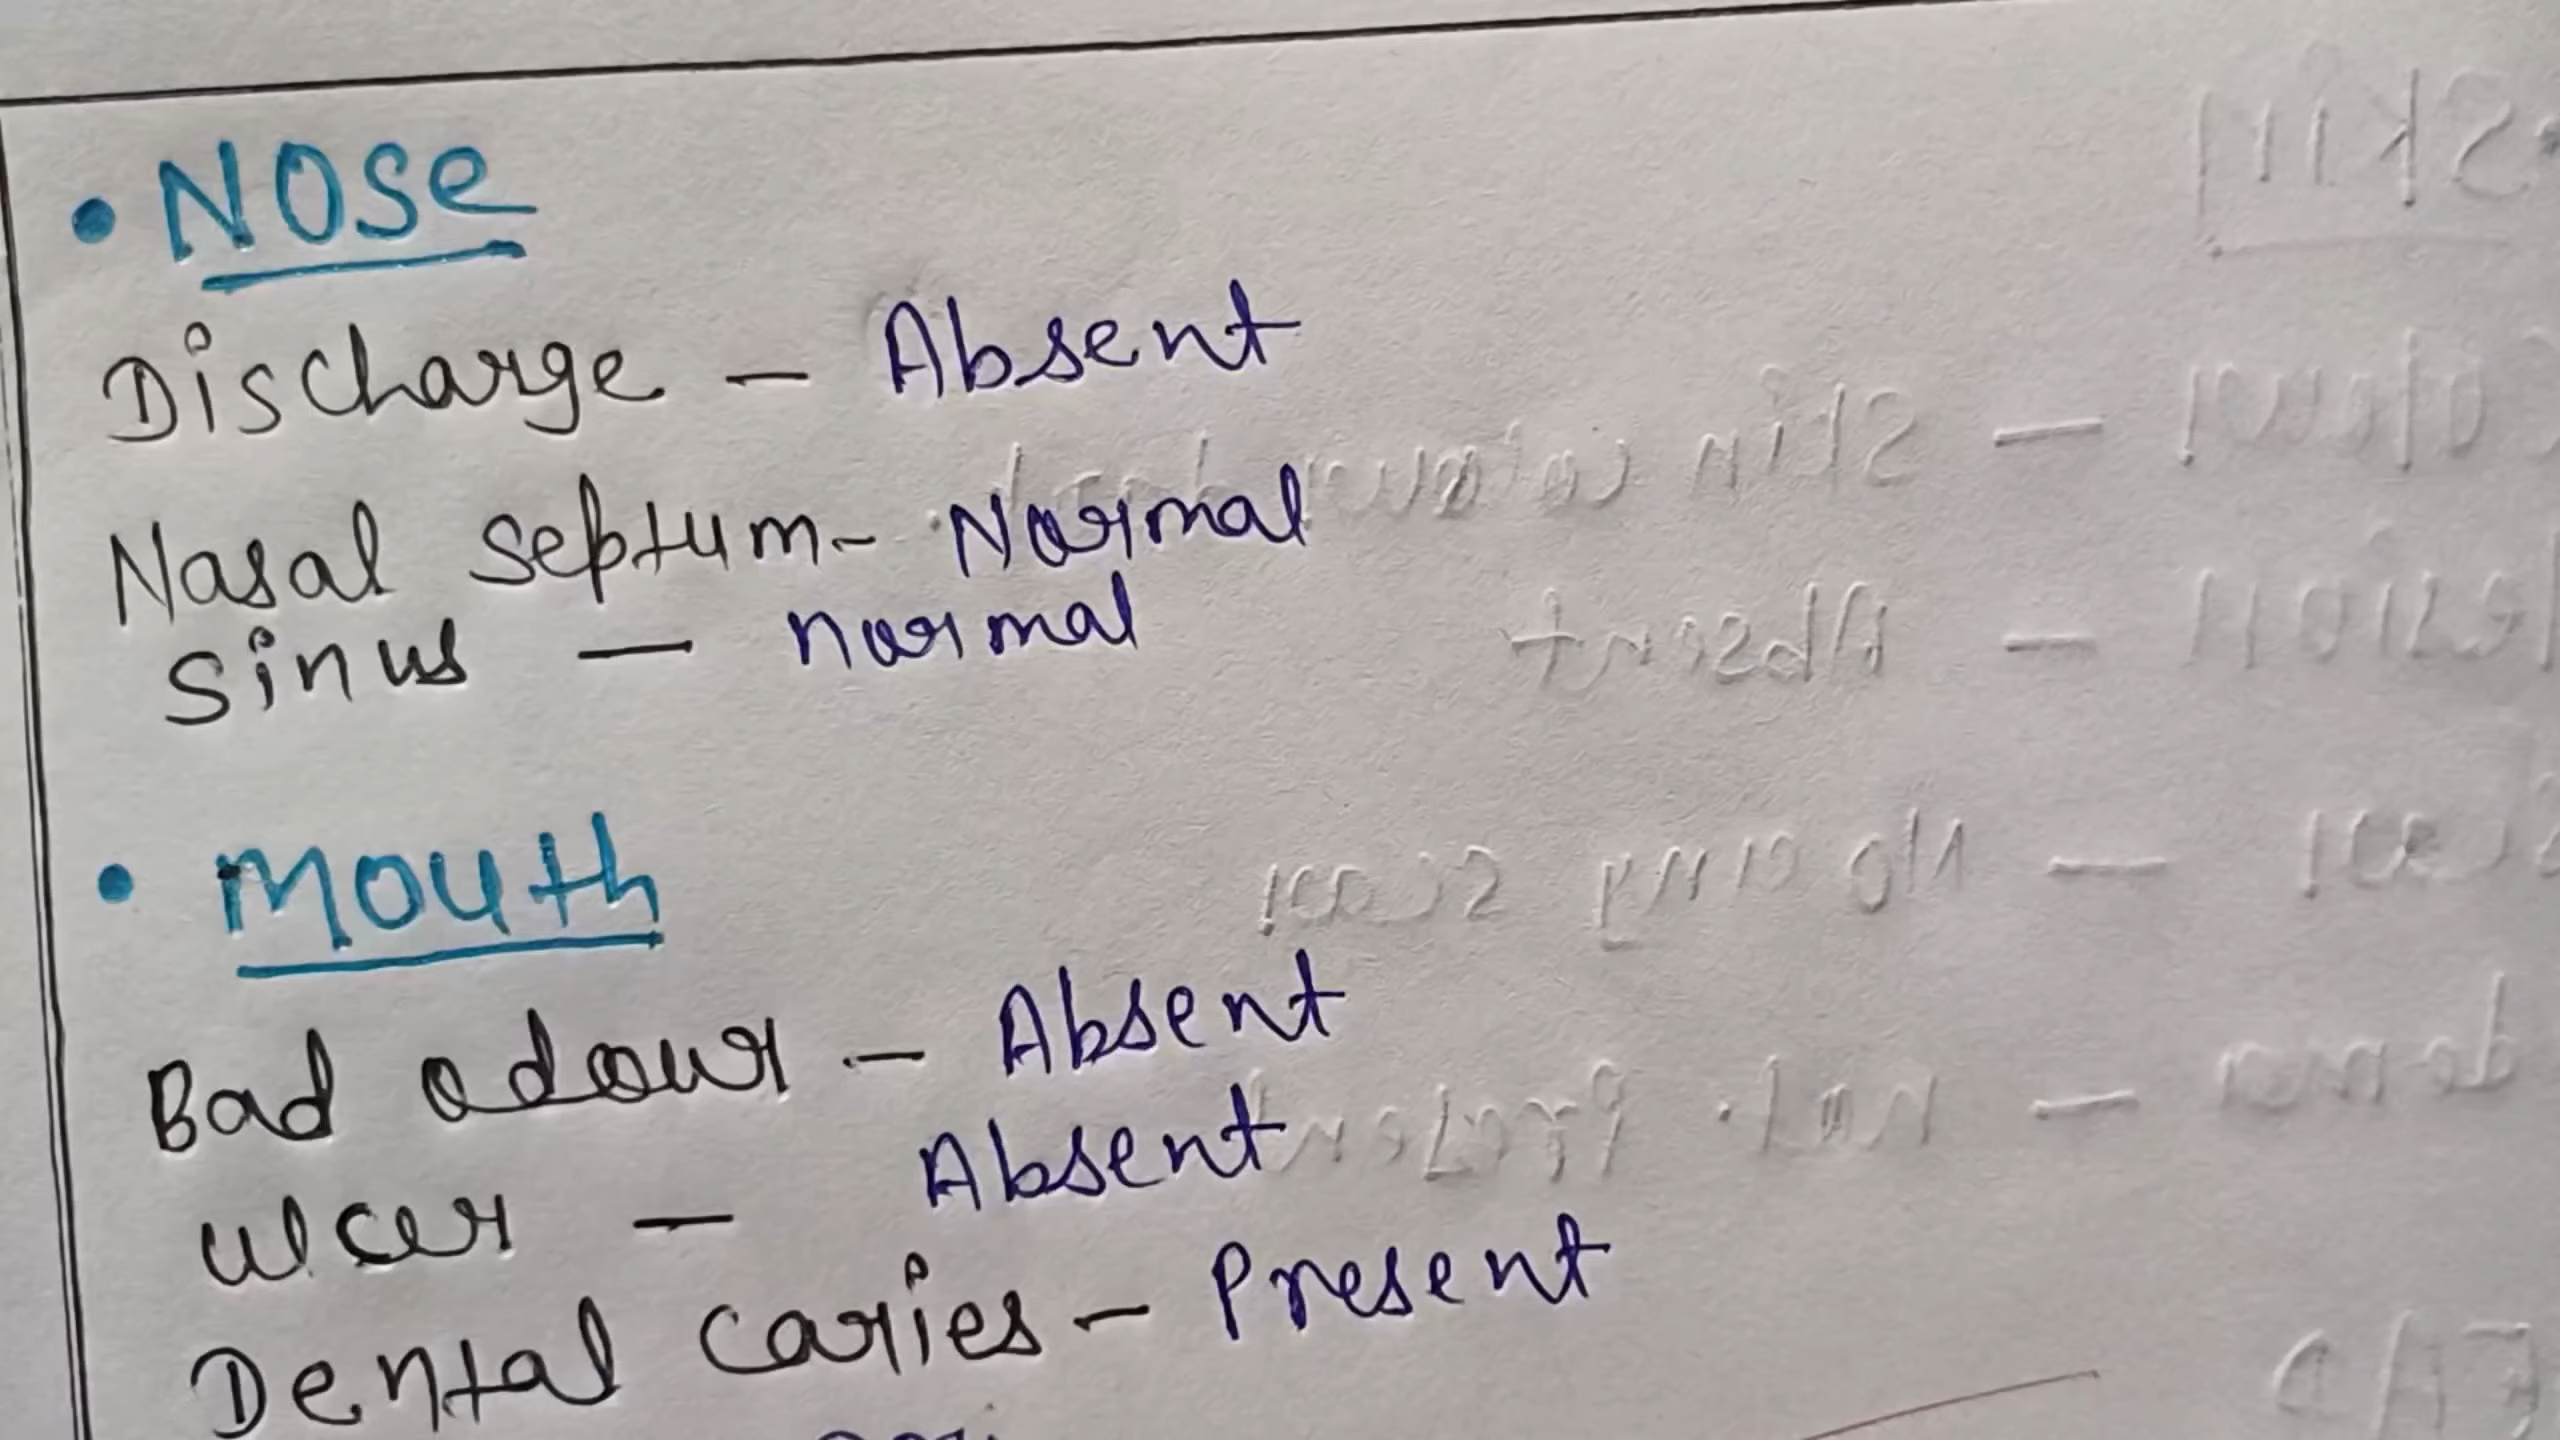 • NOSe
Discharge – Absent
Nasal septum - Normal
Sinus — normal
• Mouth
Bad odour – Absent
ulcer – Absent
Dental caries – Present